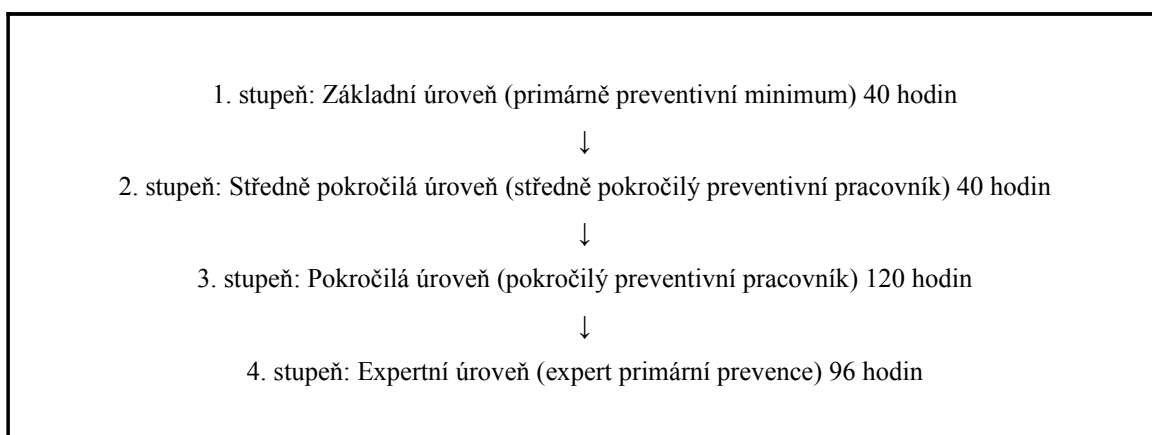 1. stupeň: Základní úroveň (primárně preventivní minimum) 40 hodin
↓
2. stupeň: Středně pokročilá úroveň (středně pokročilý preventivní pracovník) 40 hodin
↓
3. stupeň: Pokročilá úroveň (pokročilý preventivní pracovník) 120 hodin
↓
4. stupeň: Expertní úroveň (expert primární prevence) 96 hodin